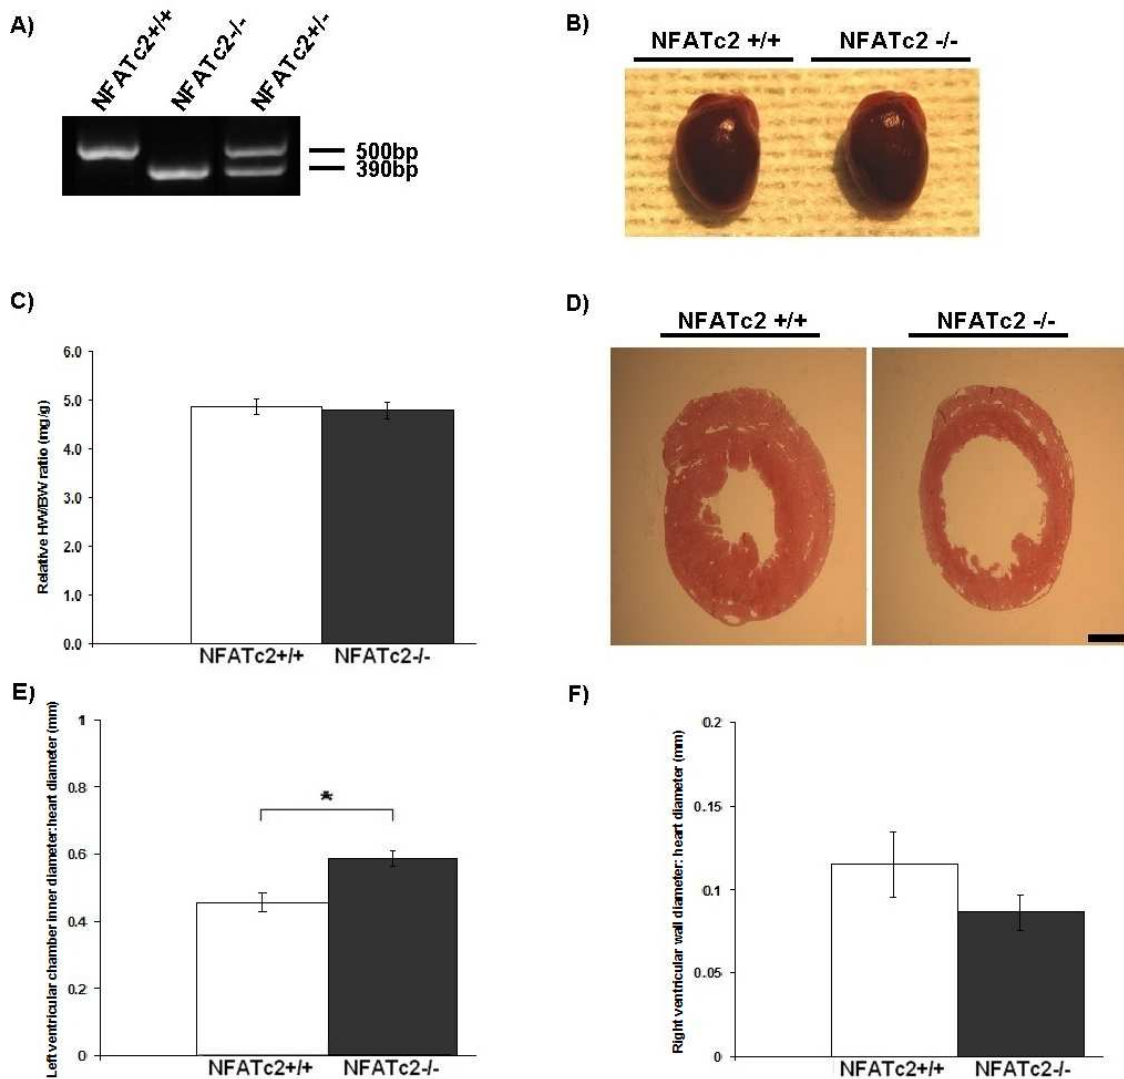 A)
NFATc2+/+
NFATc2-/-
NFATc2+/-
500bp
390bp
B)
NFATc2 +/+
NFATc2 -/-
C)
Relative HW/BW ratio (mg/g)
6.0
5.0
4.0
3.0
2.0
1.0
0.0
NFATc2+/+
NFATc2-/-
D)
NFATc2 +/+
NFATc2 -/-
E)
Left ventricular chamber inner diameter:heart diameter (mm)
1
0.8
0.6
0.4
0.2
0
*
NFATc2+/+
NFATc2-/-
F)
Right ventricular wall diameter: heart diameter (mm)
0.2
0.15
0.1
0.05
0
NFATc2+/+
NFATc2-/-